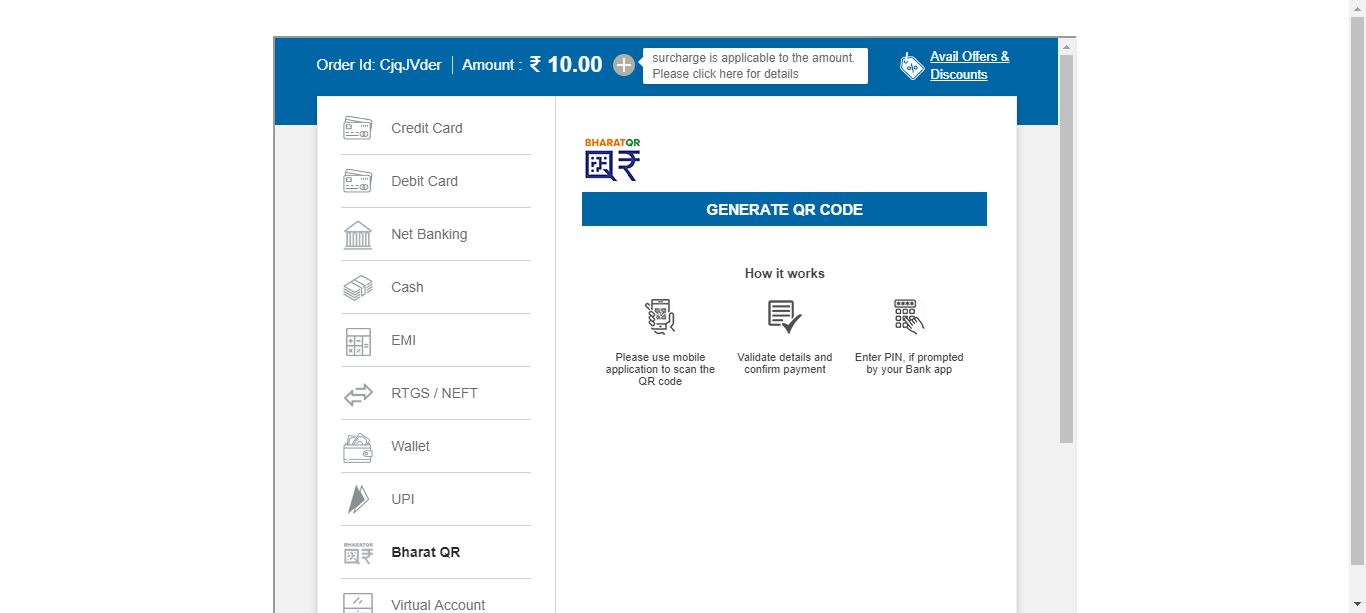 Order Id: CjqJVder | Amount : ₹ 10.00
surcharge is applicable to the amount.
Please click here for details
Avail Offers &
Discounts
Credit Card
Debit Card
Net Banking
Cash
EMI
RTGS / NEFT
Wallet
UPI
Bharat QR
Virtual Account
BHARATQR
GENERATE QR CODE
How it works
Please use mobile
application to scan the
QR code
Validate details and
confirm payment
Enter PIN, if prompted
by your Bank app